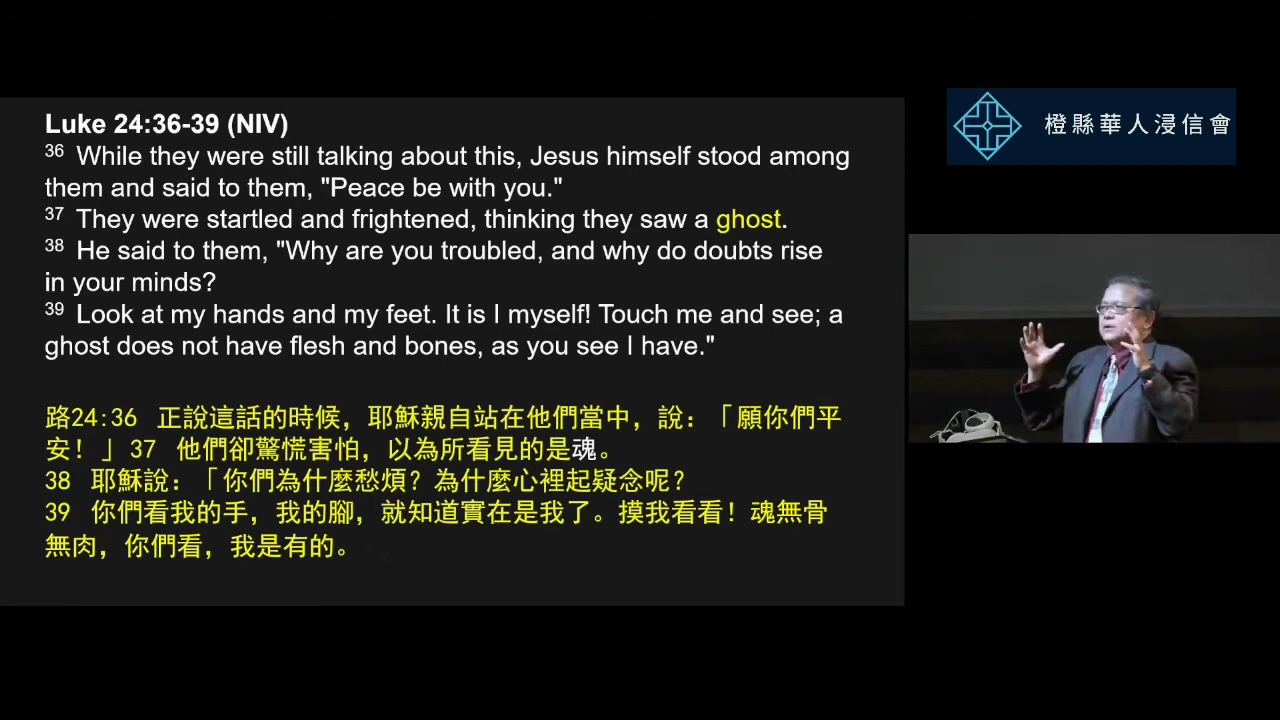 Luke 24:36-39 (NIV)
36 While they were still talking about this, Jesus himself stood among
them and said to them, "Peace be with you."
37 They were startled and frightened, thinking they saw a ghost.
38 He said to them, "Why are you troubled, and why do doubts rise
in your minds?
39 Look at my hands and my feet. It is I myself! Touch me and see; a
ghost does not have flesh and bones, as you see I have."
路24:36 正說這話的時候，耶穌親自站在他們當中，說：「願你們平
安！」37 他們卻驚慌害怕，以為所看見的是魂。
38 耶穌說：「你們為什麼愁煩？為什麼心裡起疑念呢？
39 你們看我的手，我的腳，就知道實在是我了。摸我看看！魂無骨
無肉，你們看，我是有的。
橙縣華人浸信會